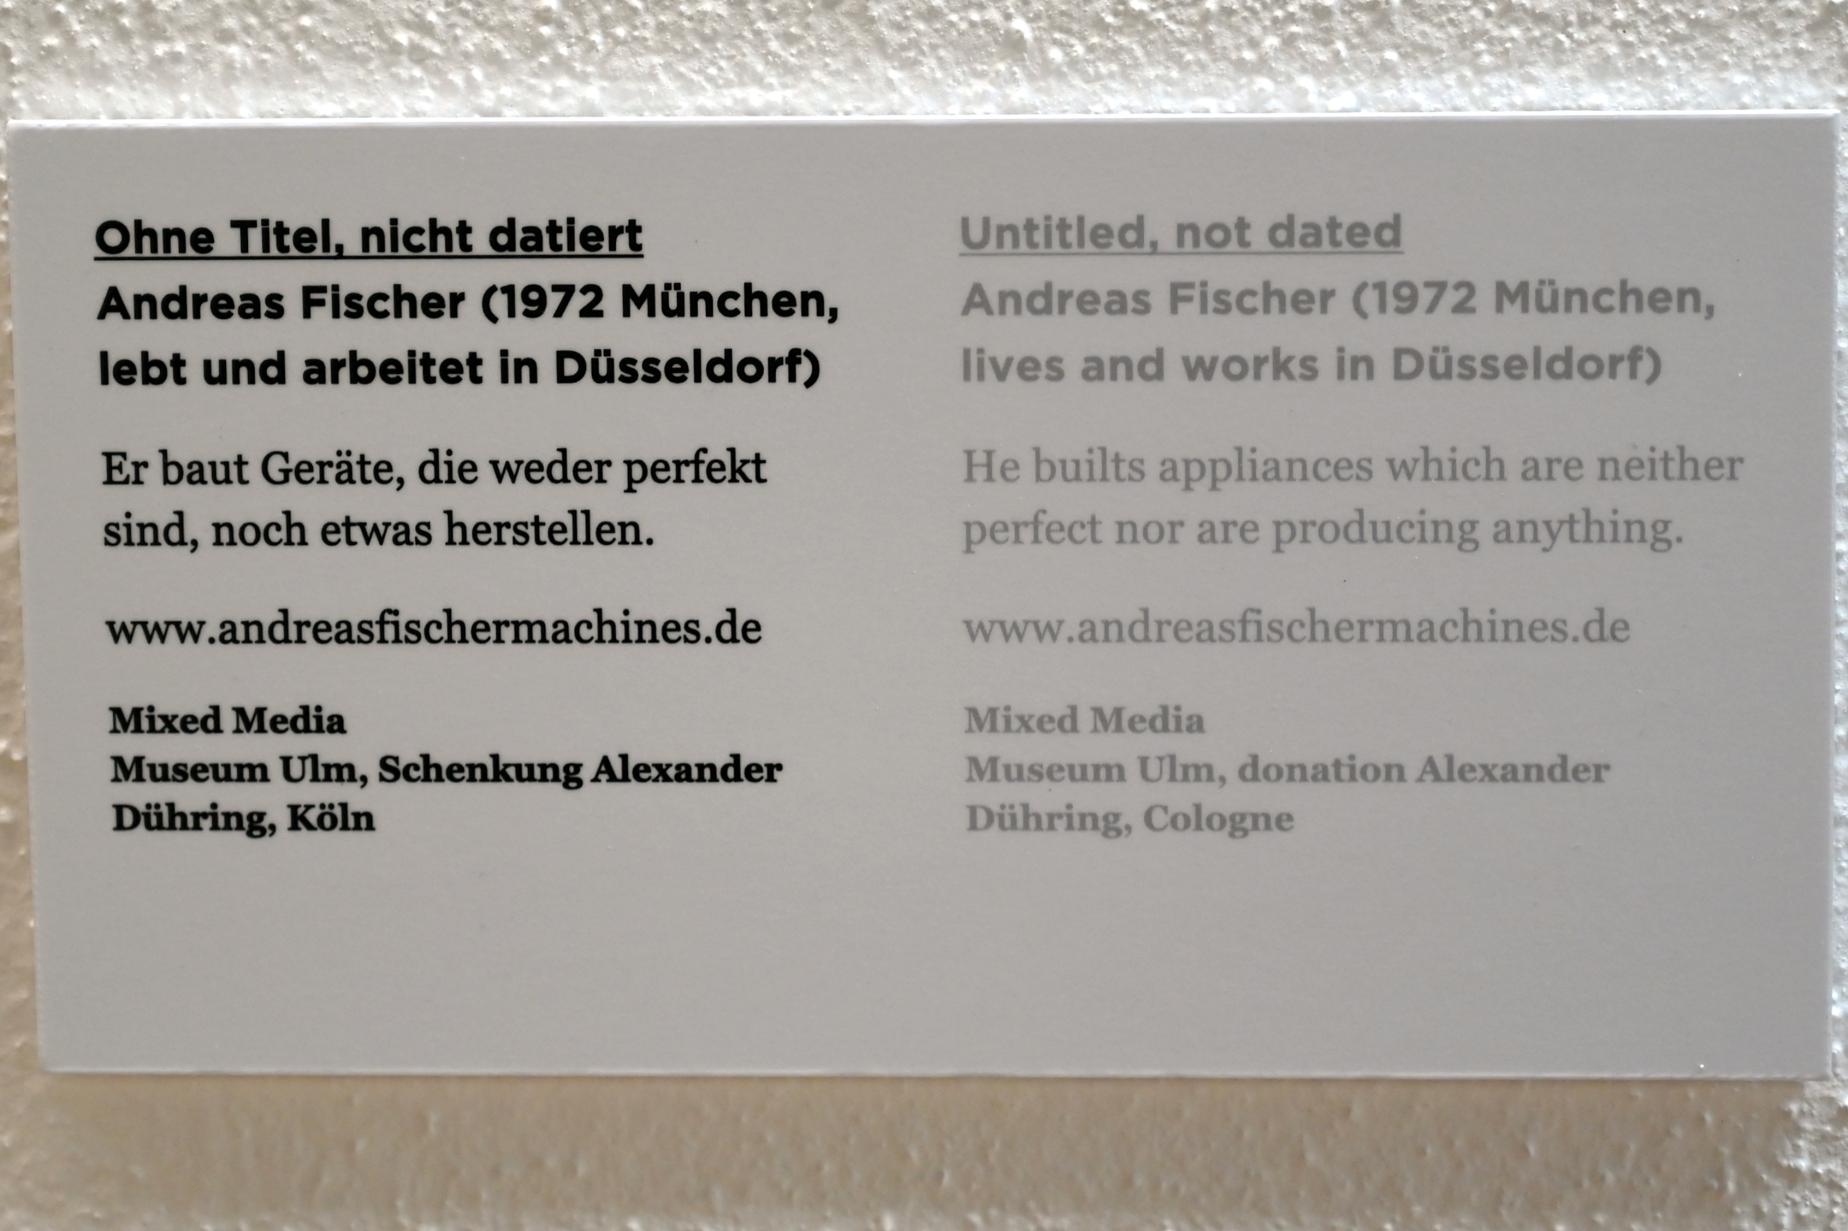 Ohne Titel, nicht datiert
Andreas Fischer (1972 München,
lebt und arbeitet in Düsseldorf)
Er baut Geräte, die weder perfekt
sind, noch etwas herstellen.
www.andreasfischermachines.de
Mixed Media
Museum Ulm, Schenkung Alexander
Dühring, Köln
Untitled, not dated
Andreas Fischer (1972 München,
lives and works in Düsseldorf)
He builts appliances which are neither
perfect nor are producing anything.
www.andreasfischermachines.de
Mixed Media
Museum Ulm, donation Alexander
Dühring, Cologne